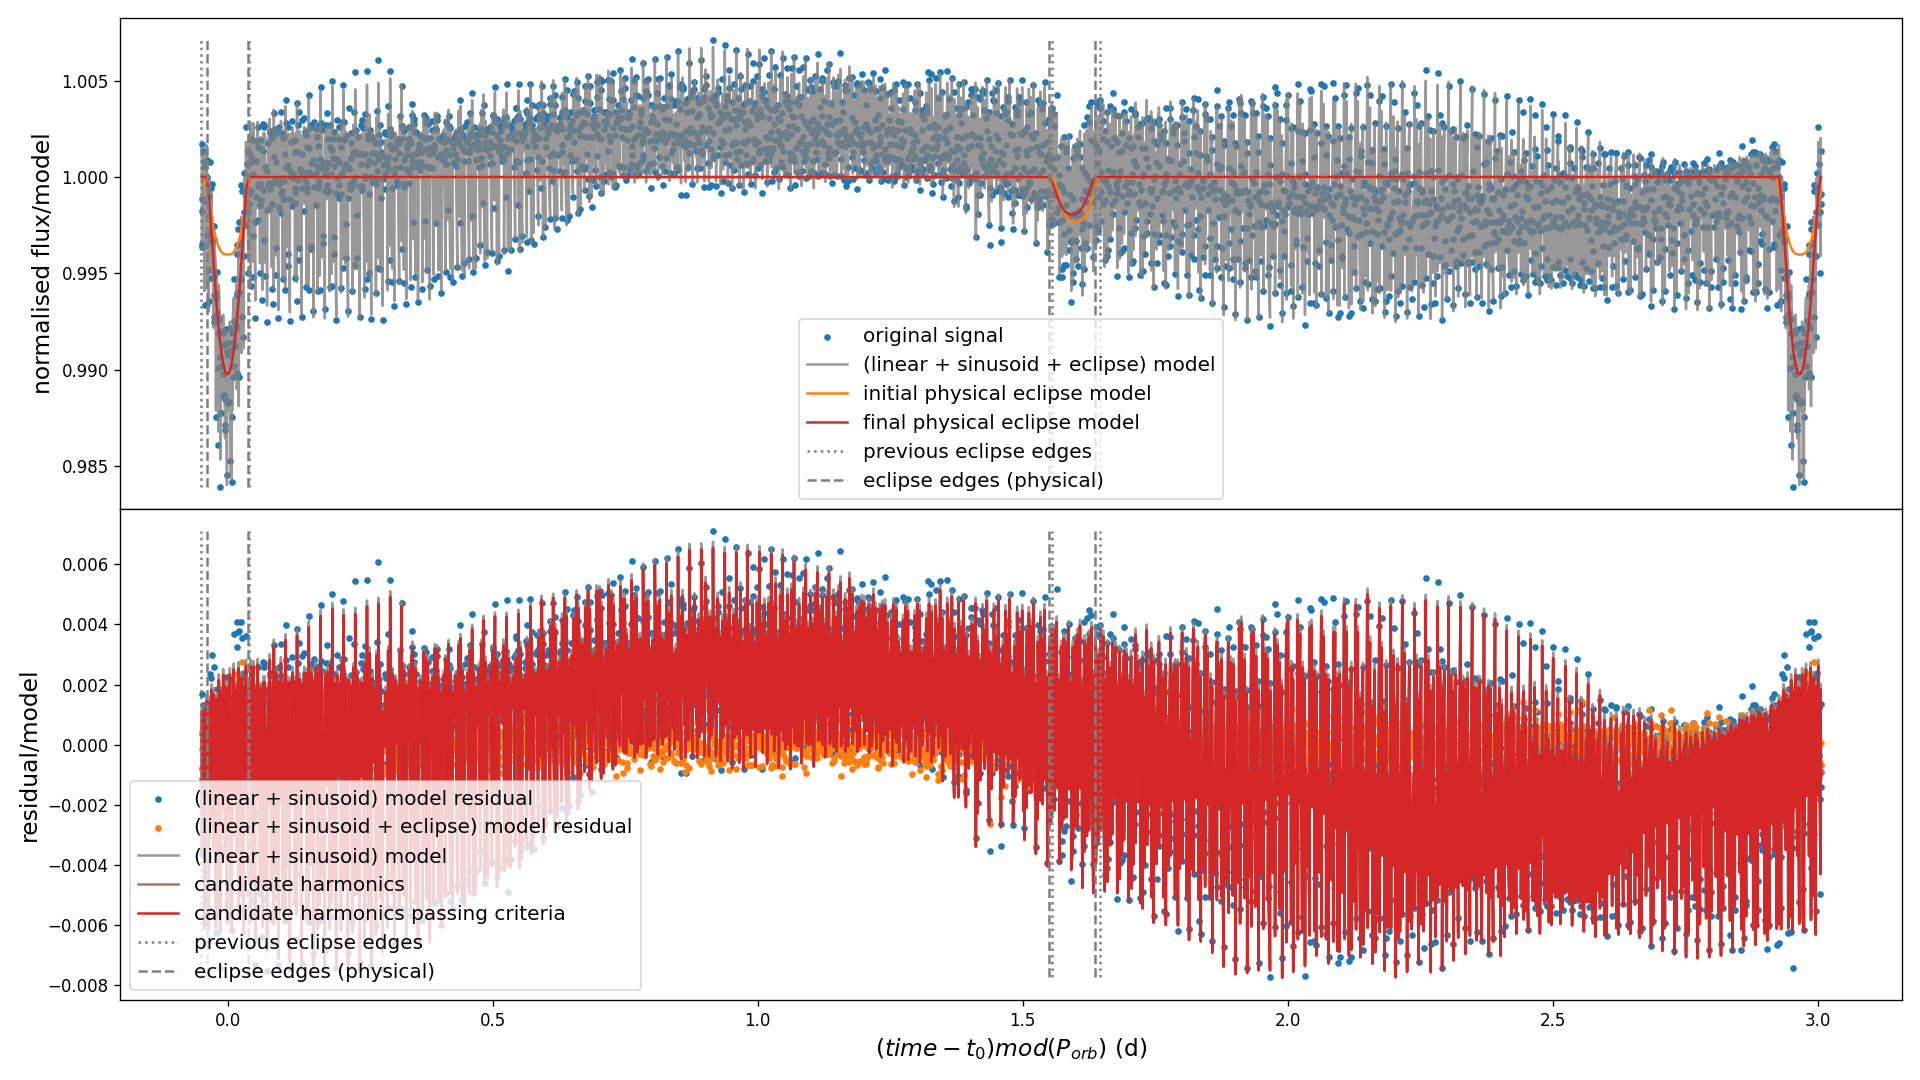 normalised flux/model
1.005
1.000
0.995
0.990
0.985
original signal
(linear + sinusoid + eclipse) model
initial physical eclipse model
final physical eclipse model
previous eclipse edges
eclipse edges (physical)
residual/model
0.006
0.004
0.002
0.000
−0.002
−0.004
−0.006
−0.008
(linear + sinusoid) model residual
(linear + sinusoid + eclipse) model residual
(linear + sinusoid) model
candidate harmonics
candidate harmonics passing criteria
previous eclipse edges
eclipse edges (physical)
0.0 0.5 1.0 1.5 2.0 2.5 3.0
(time − t₀)mod(P_orb) (d)